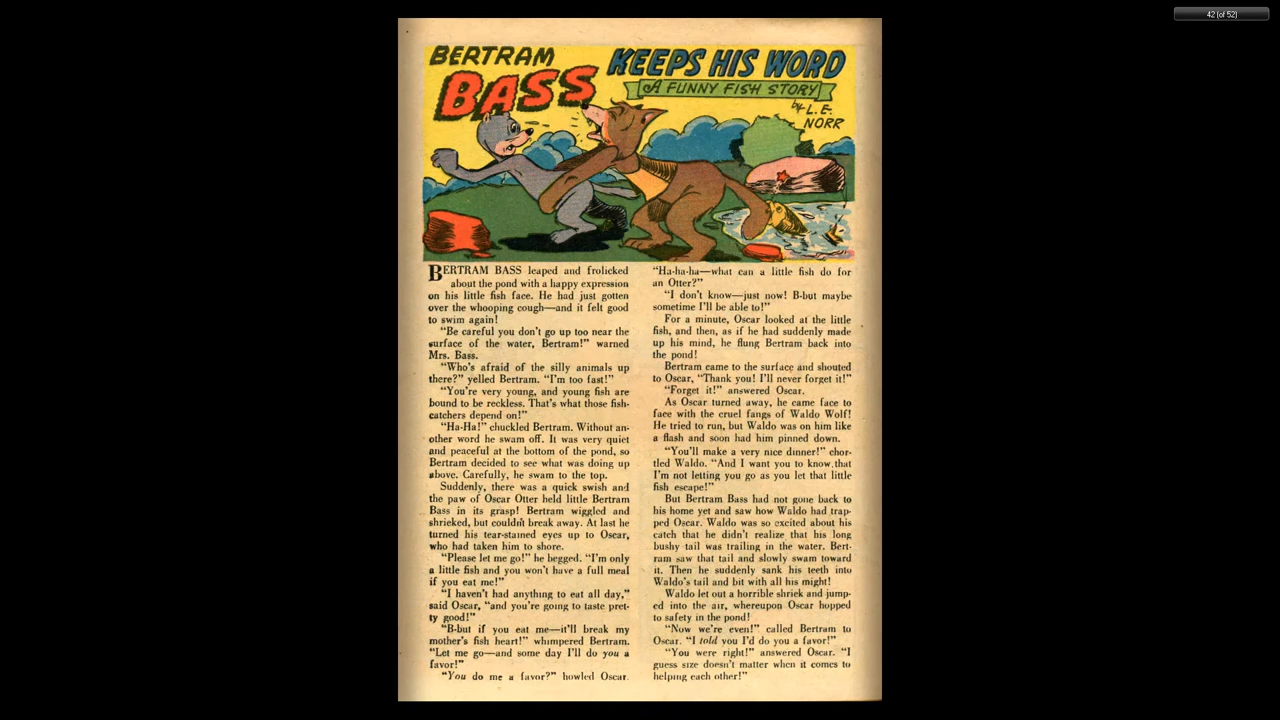 42 (of 52)
BERTRAM BASS KEEPS HIS WORD
A FUNNY FISH STORY
by L. E. NORR
BERTRAM BASS leaped and frolicked
about the pond with a happy expression
on his little fish face. He had just gotten
over the whooping cough—and it felt good
to swim again!
“Be careful you don’t go up too near the
surface of the water, Bertram!” warned
Mrs. Bass.
“Who’s afraid of the silly animals up
there?” yelled Bertram. “I’m too fast!”
“You’re very young, and young fish are
bound to be reckless. That’s what those fish-
catchers depend on!”
“Ha-Ha!” chuckled Bertram. Without an-
other word he swam off. It was very quiet
and peaceful at the bottom of the pond, so
Bertram decided to see what was doing up
above. Carefully, he swam to the top.
Suddenly, there was a quick swish and
the paw of Oscar Otter held little Bertram
Bass in its grasp! Bertram wiggled and
shrieked, but couldn’t break away. At last he
turned his tear-stained eyes up to Oscar,
who had taken him to shore.
“Please let me go!” he begged. “I’m only
a little fish and you won’t have a full meal
if you eat me!”
“I haven’t had anything to eat all day,”
said Oscar, “and you’re going to taste pret-
ty good!”
“B-but if you eat me—it’ll break my
mother’s fish heart!” whimpered Bertram.
“Let me go—and some day I’ll do you a
favor!”
“You do me a favor?” howled Oscar.
“Ha-ha-ha—what can a little fish do for
an Otter?”
“I don’t know—just now! B-but maybe
sometime I’ll be able to!”
For a minute, Oscar looked at the little
fish, and then, as if he had suddenly made
up his mind, he flung Bertram back into
the pond!
Bertram came to the surface and shouted
to Oscar, “Thank you! I’ll never forget it!”
“Forget it!” answered Oscar.
As Oscar turned away, he came face to
face with the cruel fangs of Waldo Wolf!
He tried to run, but Waldo was on him like
a flash and soon had him pinned down.
“You’ll make a very nice dinner!” chor-
tled Waldo. “And I want you to know that
I’m not letting you go as you let that little
fish escape!”
But Bertram Bass had not gone back to
his home yet and saw how Waldo had trap-
ped Oscar. Waldo was so excited about his
catch that he didn’t realize that his long
bushy tail was trailing in the water. Bert-
ram saw that tail and slowly swam toward
it. Then he suddenly sank his teeth into
Waldo’s tail and bit with all his might!
Waldo let out a horrible shriek and jump-
ed into the air, whereupon Oscar hopped
to safety in the pond!
“Now we’re even!” called Bertram to
Oscar. “I told you I’d do you a favor!”
“You were right!” answered Oscar. “I
guess size doesn’t matter when it comes to
helping each other!”